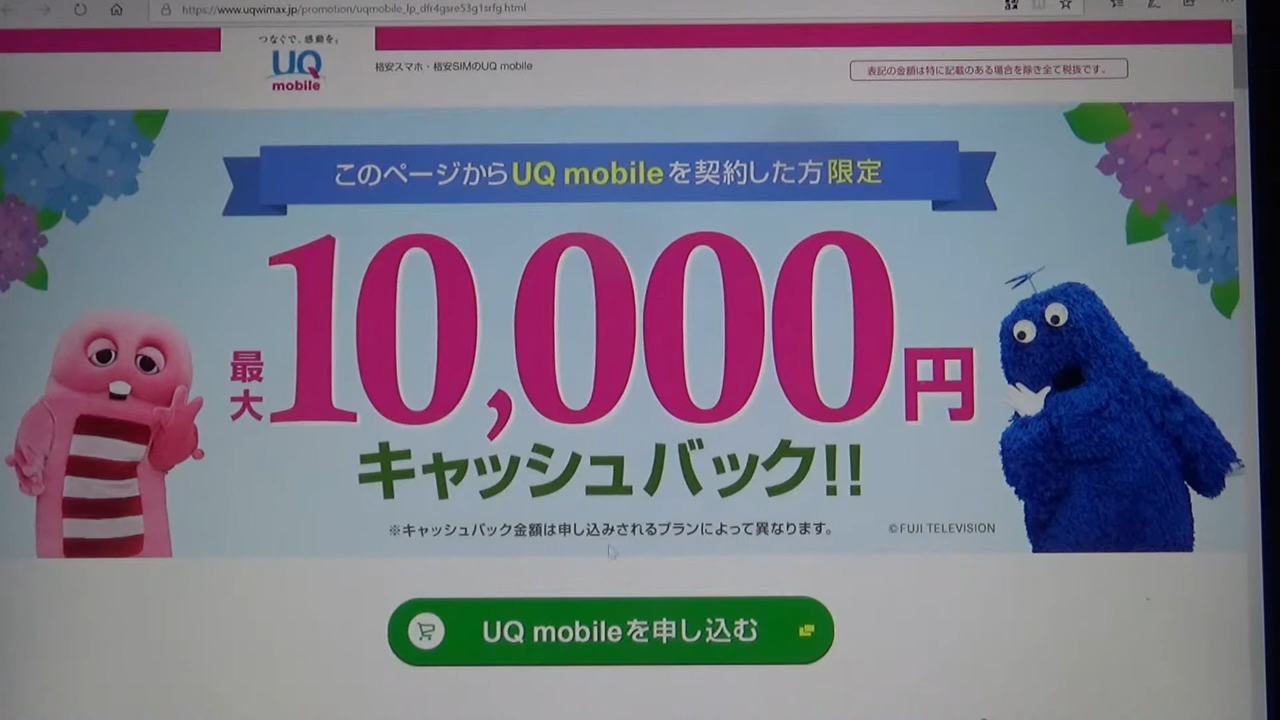 https://www.uqwimax.jp/promotion/uqmobile_lp_dfr4gsre53g1srfg.html
つなぐで、感動を。
UQ
mobile
格安スマホ・格安SIMのUQ mobile
表記の金額は特に記載のある場合を除き全て税抜です。
このページからUQ mobileを契約した方限定
最大10,000円
キャッシュバック!!
※キャッシュバック金額は申し込みされるプランによって異なります。
©FUJI TELEVISION
UQ mobileを申し込む